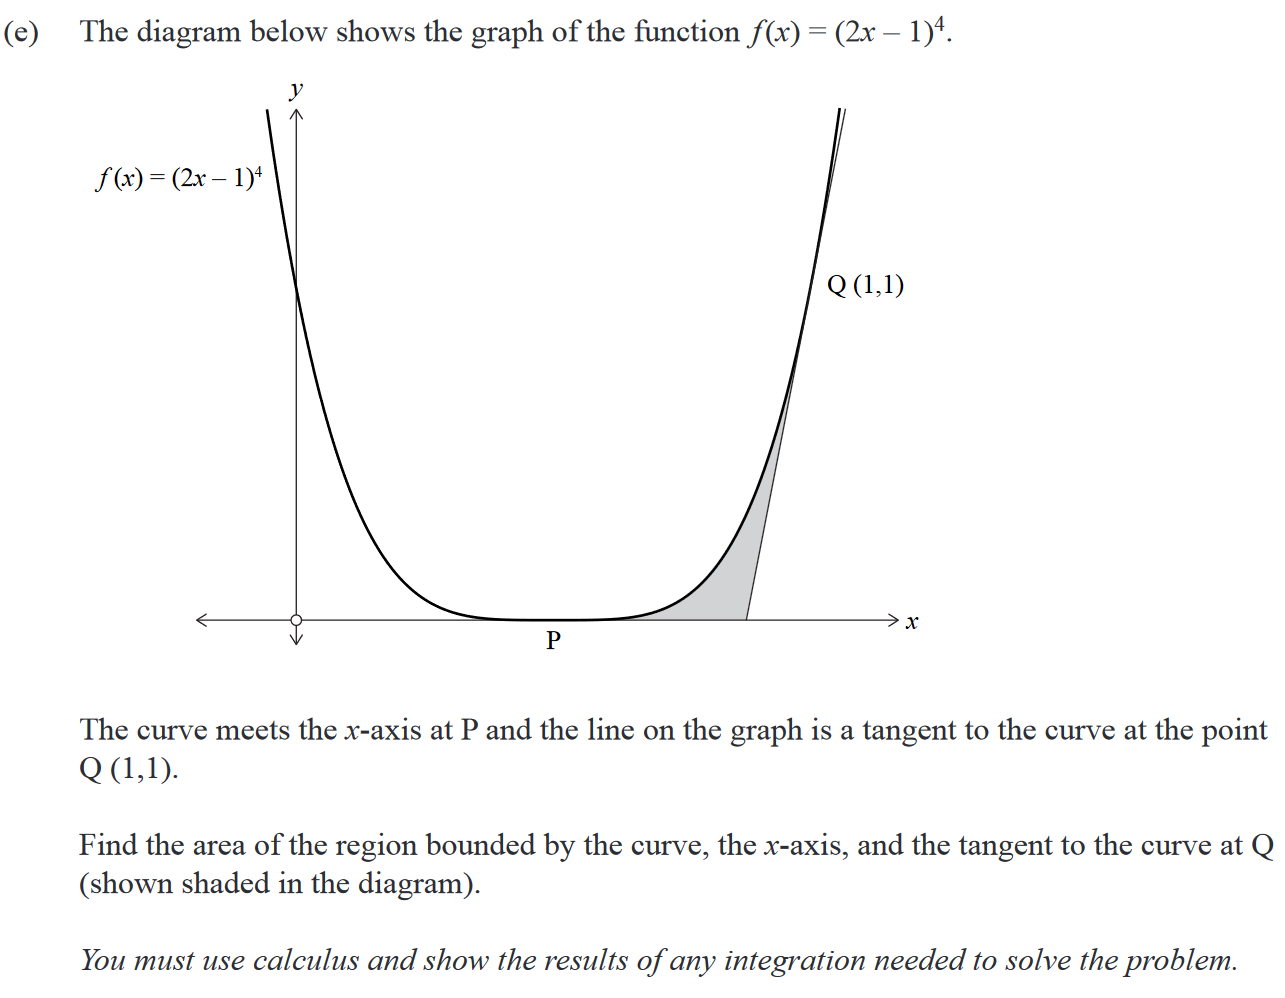 (e) The diagram below shows the graph of the function f(x) = (2x – 1)⁴.
y
f(x) = (2x – 1)⁴
Q (1,1)
x
P
The curve meets the x-axis at P and the line on the graph is a tangent to the curve at the point
Q (1,1).
Find the area of the region bounded by the curve, the x-axis, and the tangent to the curve at Q
(shown shaded in the diagram).
You must use calculus and show the results of any integration needed to solve the problem.